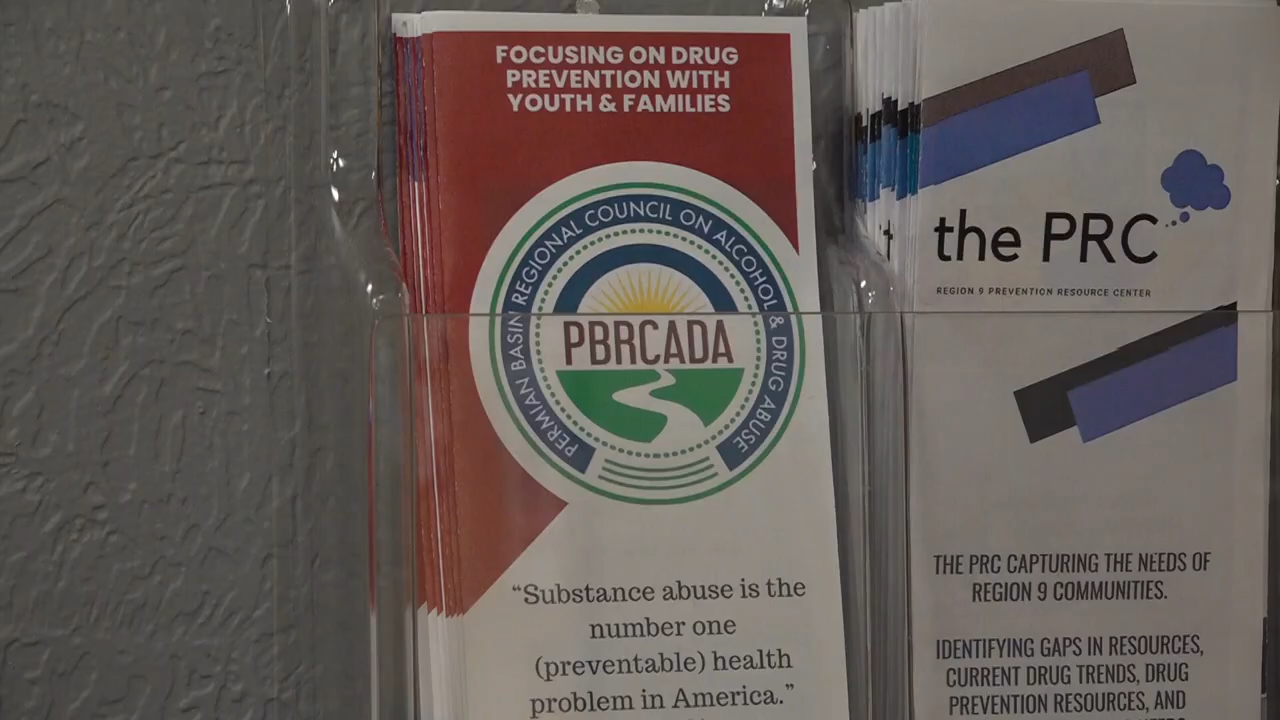 FOCUSING ON DRUG
PREVENTION WITH
YOUTH & FAMILIES
PERMIAN BASIN REGIONAL COUNCIL ON ALCOHOL & DRUG ABUSE
PBRCADA
“Substance abuse is the
number one
(preventable) health
problem in America.”
the PRC
REGION 9 PREVENTION RESOURCE CENTER
THE PRC CAPTURING THE NEEDS OF
REGION 9 COMMUNITIES.
IDENTIFYING GAPS IN RESOURCES,
CURRENT DRUG TRENDS, DRUG
PREVENTION RESOURCES, AND